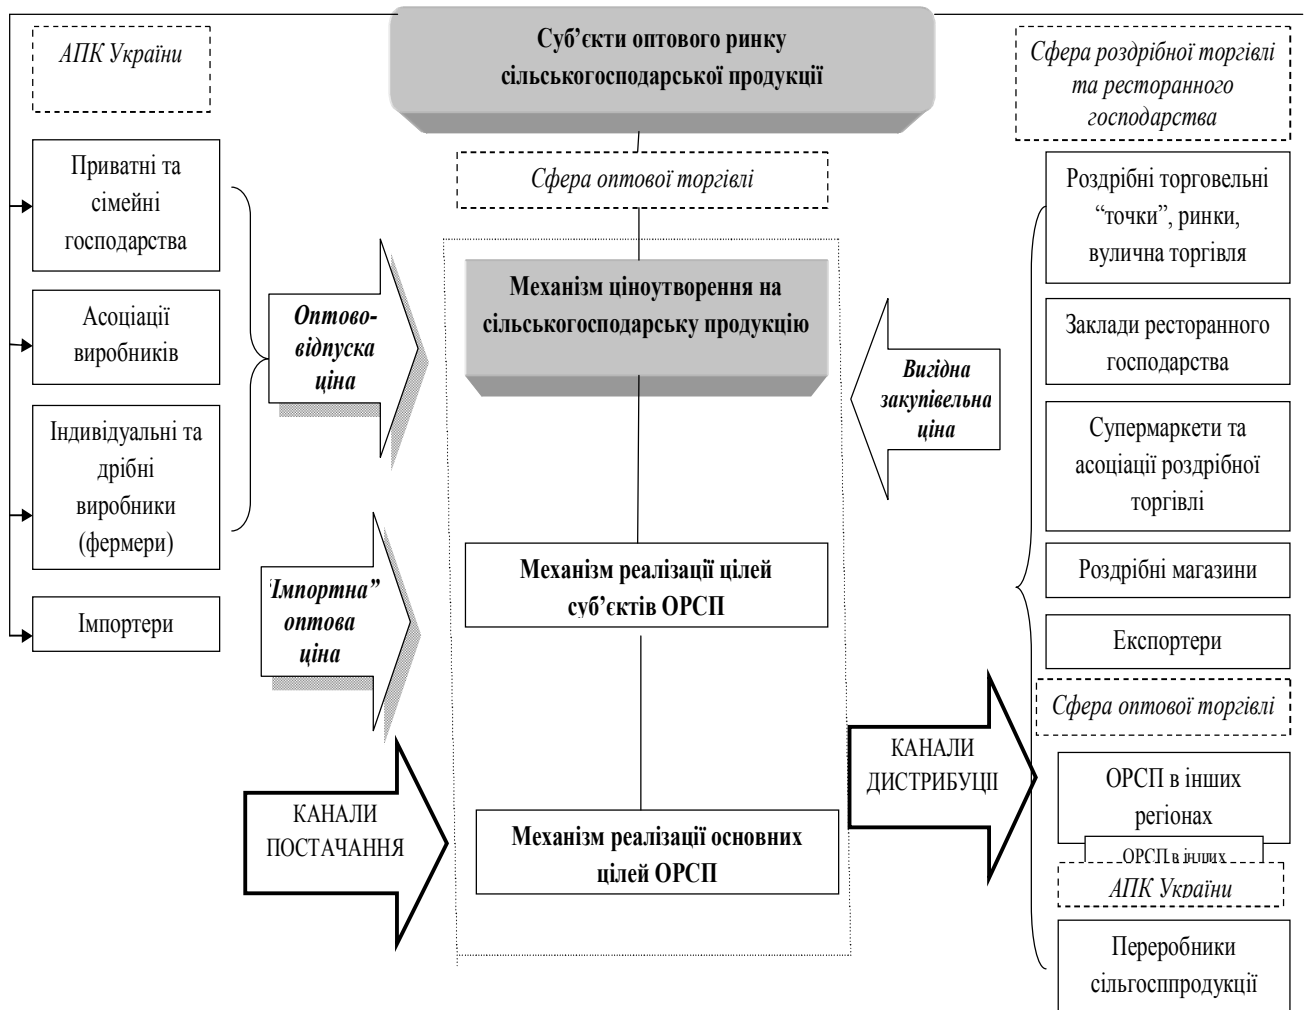 Суб’єкти оптового ринку
сільськогосподарської продукції
АПК України
Приватні та
сімейні
господарства
Асоціації
виробників
Індивідуальні та
дрібні
виробники
(фермери)
Імпортери
Оптово-
відпуска
ціна
“Імпортна”
оптова
ціна
КАНАЛИ
ПОСТАЧАННЯ
Сфера оптової торгівлі
Механізм ціноутворення на
сільськогосподарську продукцію
Механізм реалізації цілей
суб’єктів ОРСП
Механізм реалізації основних
цілей ОРСП
Вигідна
закупівельна
ціна
КАНАЛИ
ДИСТРИБУЦІЇ
Сфера роздрібної торгівлі
та ресторанного
господарства
Роздрібні торговельні
“точки”, ринки,
вулична торгівля
Заклади ресторанного
господарства
Супермаркети та
асоціації роздрібної
торгівлі
Роздрібні магазини
Експортери
Сфера оптової торгівлі
ОРСП в інших
регіонах
ОРСП в інших
АПК України
Переробники
сільгосппродукції